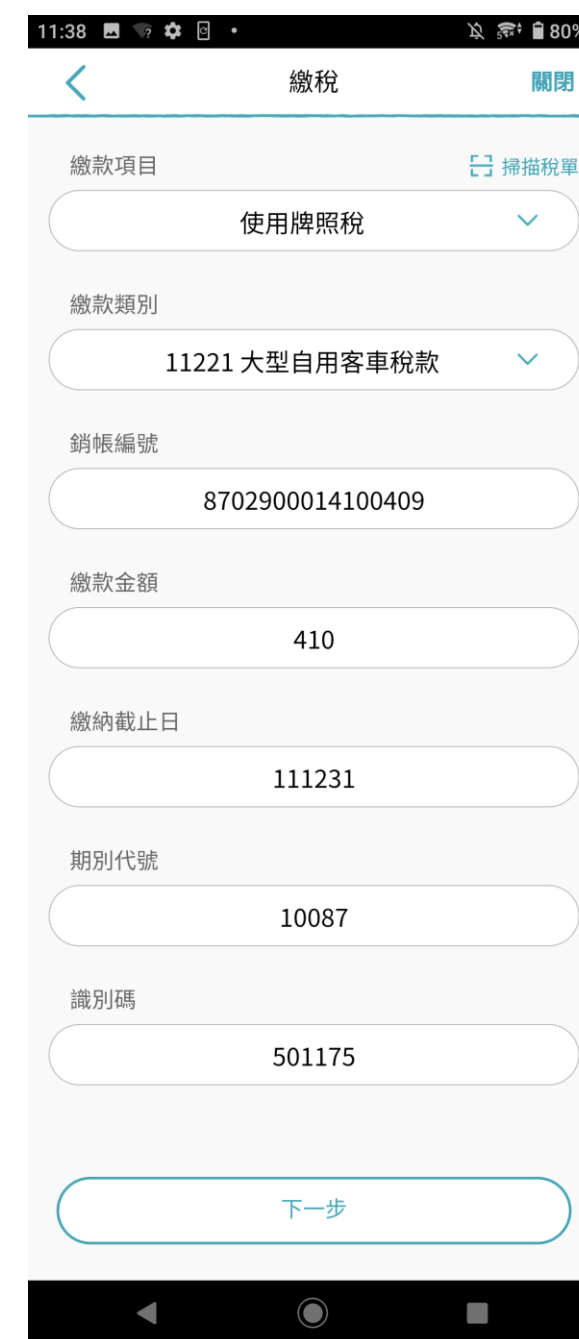 11:38 80%
繳稅 關閉
繳款項目 掃描稅單
使用牌照稅
繳款類別
11221 大型自用客車稅款
銷帳編號
8702900014100409
繳款金額
410
繳納截止日
111231
期別代號
10087
識別碼
501175
下一步